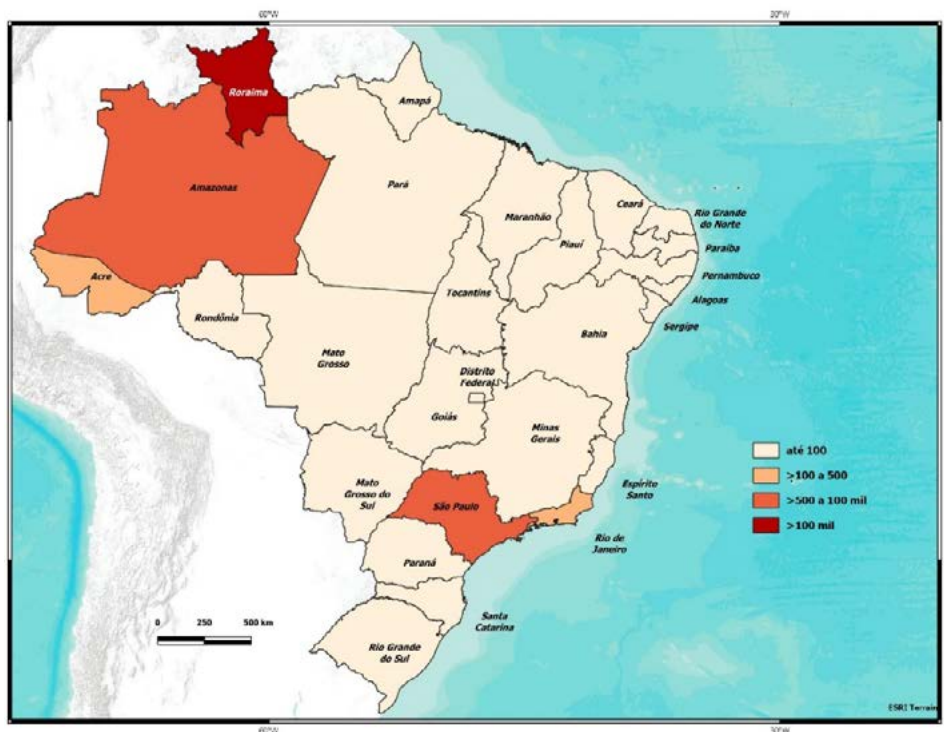 60°W
30°W
Roraima
Amapá
Amazonas
Pará
Maranhão
Ceará
Rio Grande
do Norte
Piauí
Paraíba
Pernambuco
Acre
Alagoas
Tocantins
Sergipe
Rondônia
Bahia
Mato
Grosso
Distrito
Federal
Goiás
Minas
Gerais
até 100
>100 a 500
>500 a 100 mil
>100 mil
Mato
Grosso do
Sul
Espírito
Santo
São Paulo
Rio de
Janeiro
Paraná
0 250 500 km
Santa
Catarina
Rio Grande
do Sul
ESRI Terrain
60°W
30°W